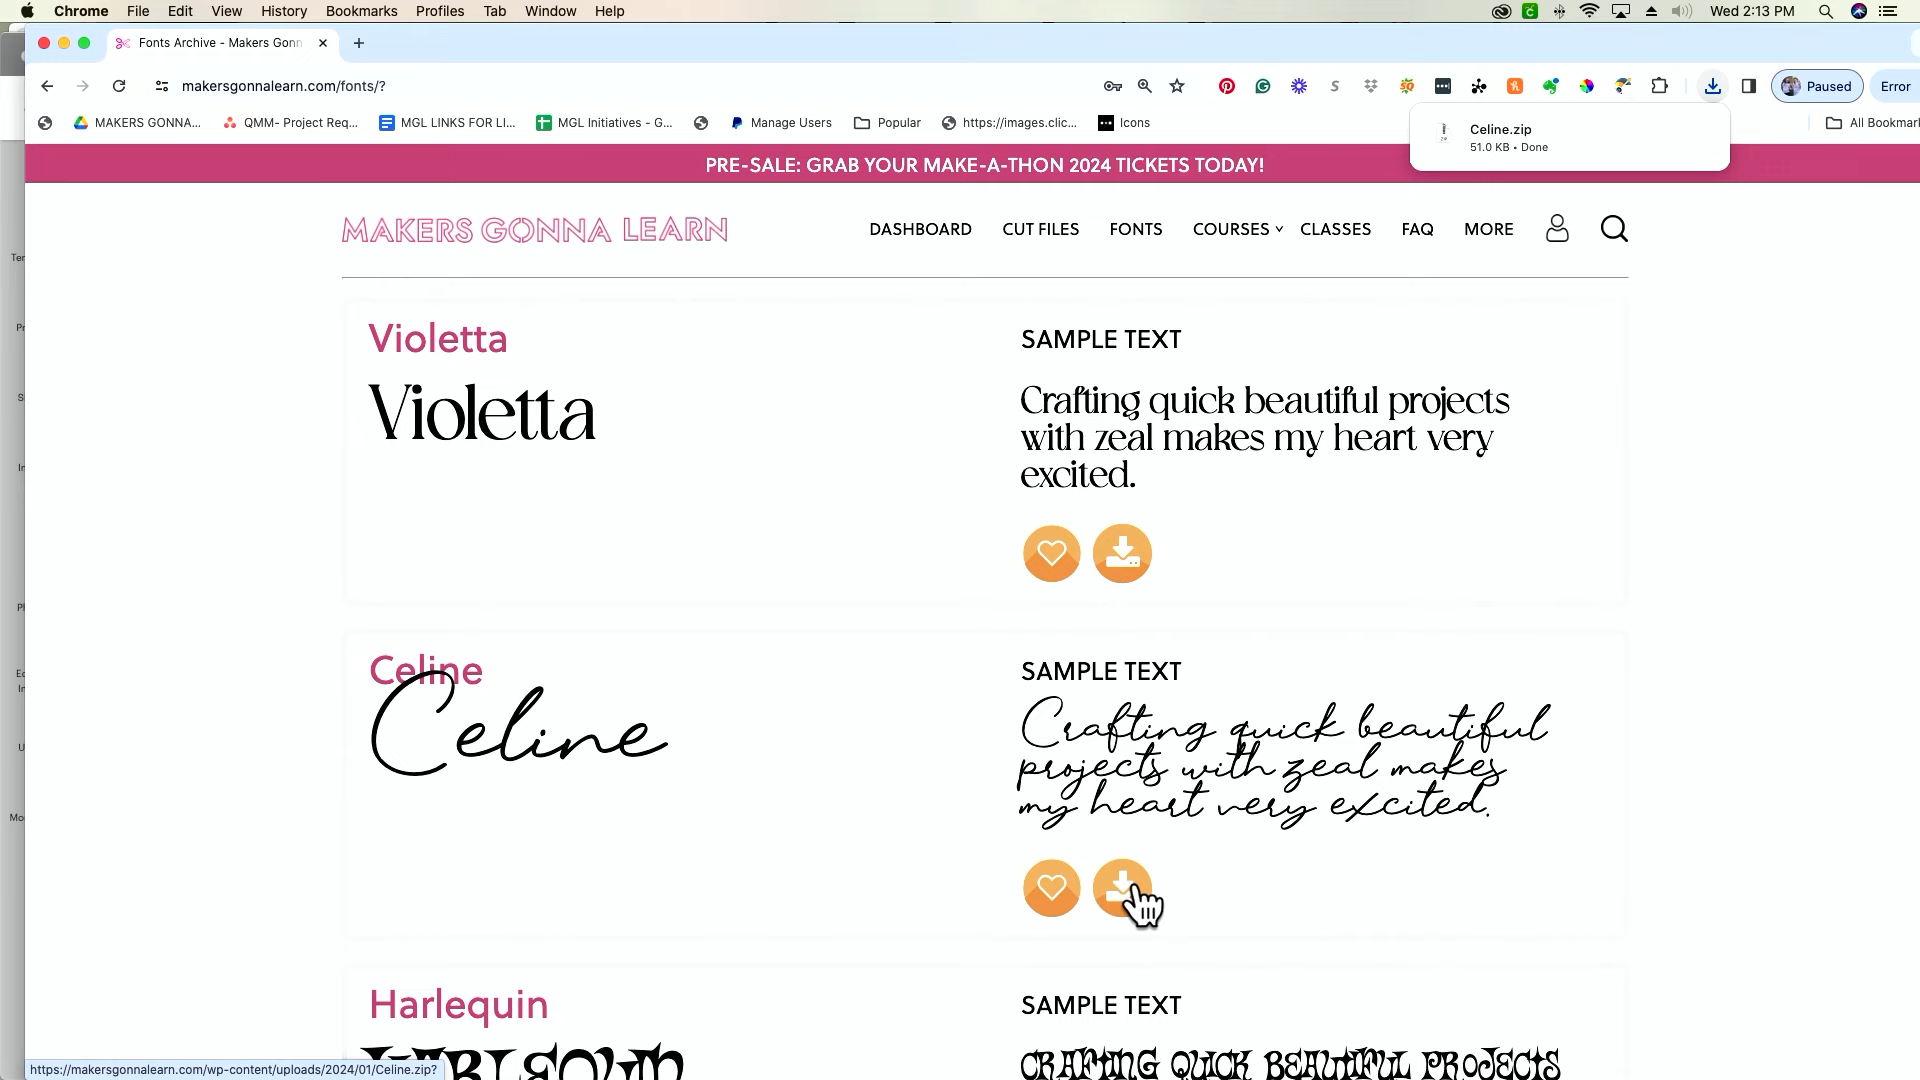 Chrome File Edit View History Bookmarks Profiles Tab Window Help
Wed 2:13 PM
Fonts Archive - Makers Gonn
makersgonnalearn.com/fonts/?
Paused
Error
MAKERS GONNA...
QMM- Project Req...
MGL LINKS FOR LI...
MGL Initiatives - G...
Manage Users
Popular
https://images.clic...
Icons
All Bookmar
Celine.zip
51.0 KB • Done
PRE-SALE: GRAB YOUR MAKE-A-THON 2024 TICKETS TODAY!
MAKERS GONNA LEARN
DASHBOARD CUT FILES FONTS COURSES CLASSES FAQ MORE
Violetta
Violetta
SAMPLE TEXT
Crafting quick beautiful projects
with zeal makes my heart very
excited.
Celine
Celine
SAMPLE TEXT
Crafting quick beautiful
projects with zeal makes
my heart very excited.
Harlequin
HARLEQUIN
SAMPLE TEXT
CRAFTING QUICK BEAUTIFUL PROJECTS
https://makersgonnalearn.com/wp-content/uploads/2024/01/Celine.zip?